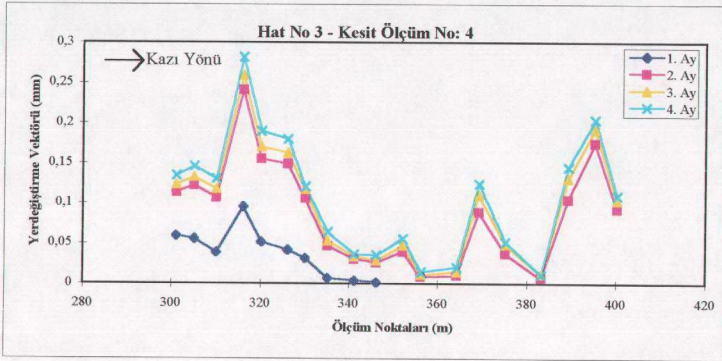 Hat No 3 - Kesit Ölçüm No: 4
Yerdeğiştirme Vektörü (mm)
0,3
0,25
0,2
0,15
0,1
0,05
0
Kazı Yönü
1. Ay
2. Ay
3. Ay
4. Ay
280
300
320
340
360
380
400
420
Ölçüm Noktaları (m)